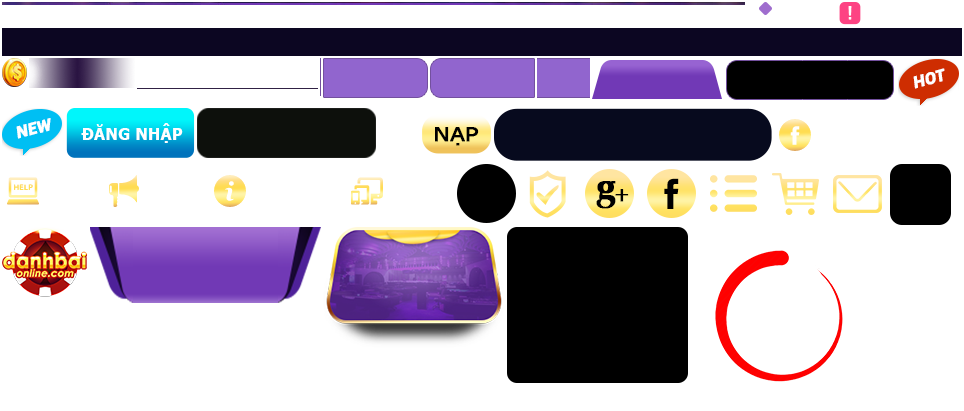 !
HOT
NEW
ĐĂNG NHẬP
NẠP
f
HELP
i
g+
f
danhbai
online.com